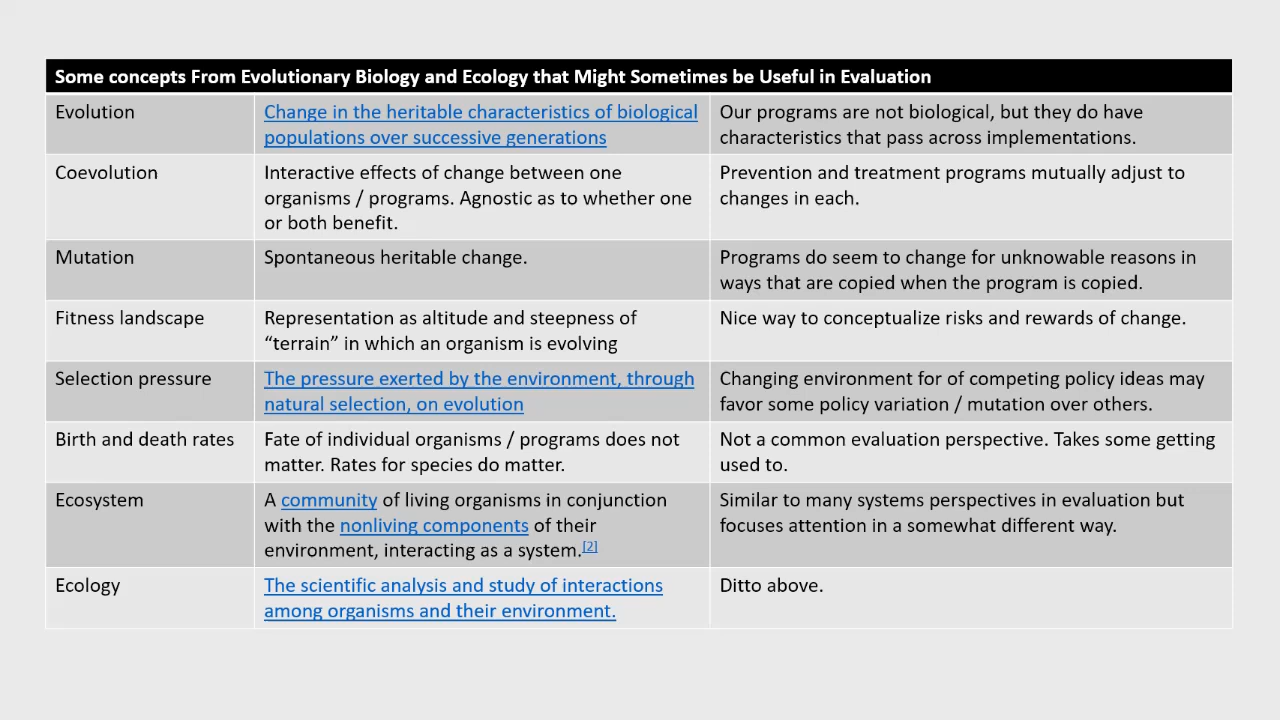 Some concepts From Evolutionary Biology and Ecology that Might Sometimes be Useful in Evaluation
Evolution
Change in the heritable characteristics of biological
populations over successive generations
Our programs are not biological, but they do have
characteristics that pass across implementations.
Coevolution
Interactive effects of change between one
organisms / programs. Agnostic as to whether one
or both benefit.
Prevention and treatment programs mutually adjust to
changes in each.
Mutation
Spontaneous heritable change.
Programs do seem to change for unknowable reasons in
ways that are copied when the program is copied.
Fitness landscape
Representation as altitude and steepness of
“terrain” in which an organism is evolving
Nice way to conceptualize risks and rewards of change.
Selection pressure
The pressure exerted by the environment, through
natural selection, on evolution
Changing environment for of competing policy ideas may
favor some policy variation / mutation over others.
Birth and death rates
Fate of individual organisms / programs does not
matter. Rates for species do matter.
Not a common evaluation perspective. Takes some getting
used to.
Ecosystem
A community of living organisms in conjunction
with the nonliving components of their
environment, interacting as a system.[2]
Similar to many systems perspectives in evaluation but
focuses attention in a somewhat different way.
Ecology
The scientific analysis and study of interactions
among organisms and their environment.
Ditto above.